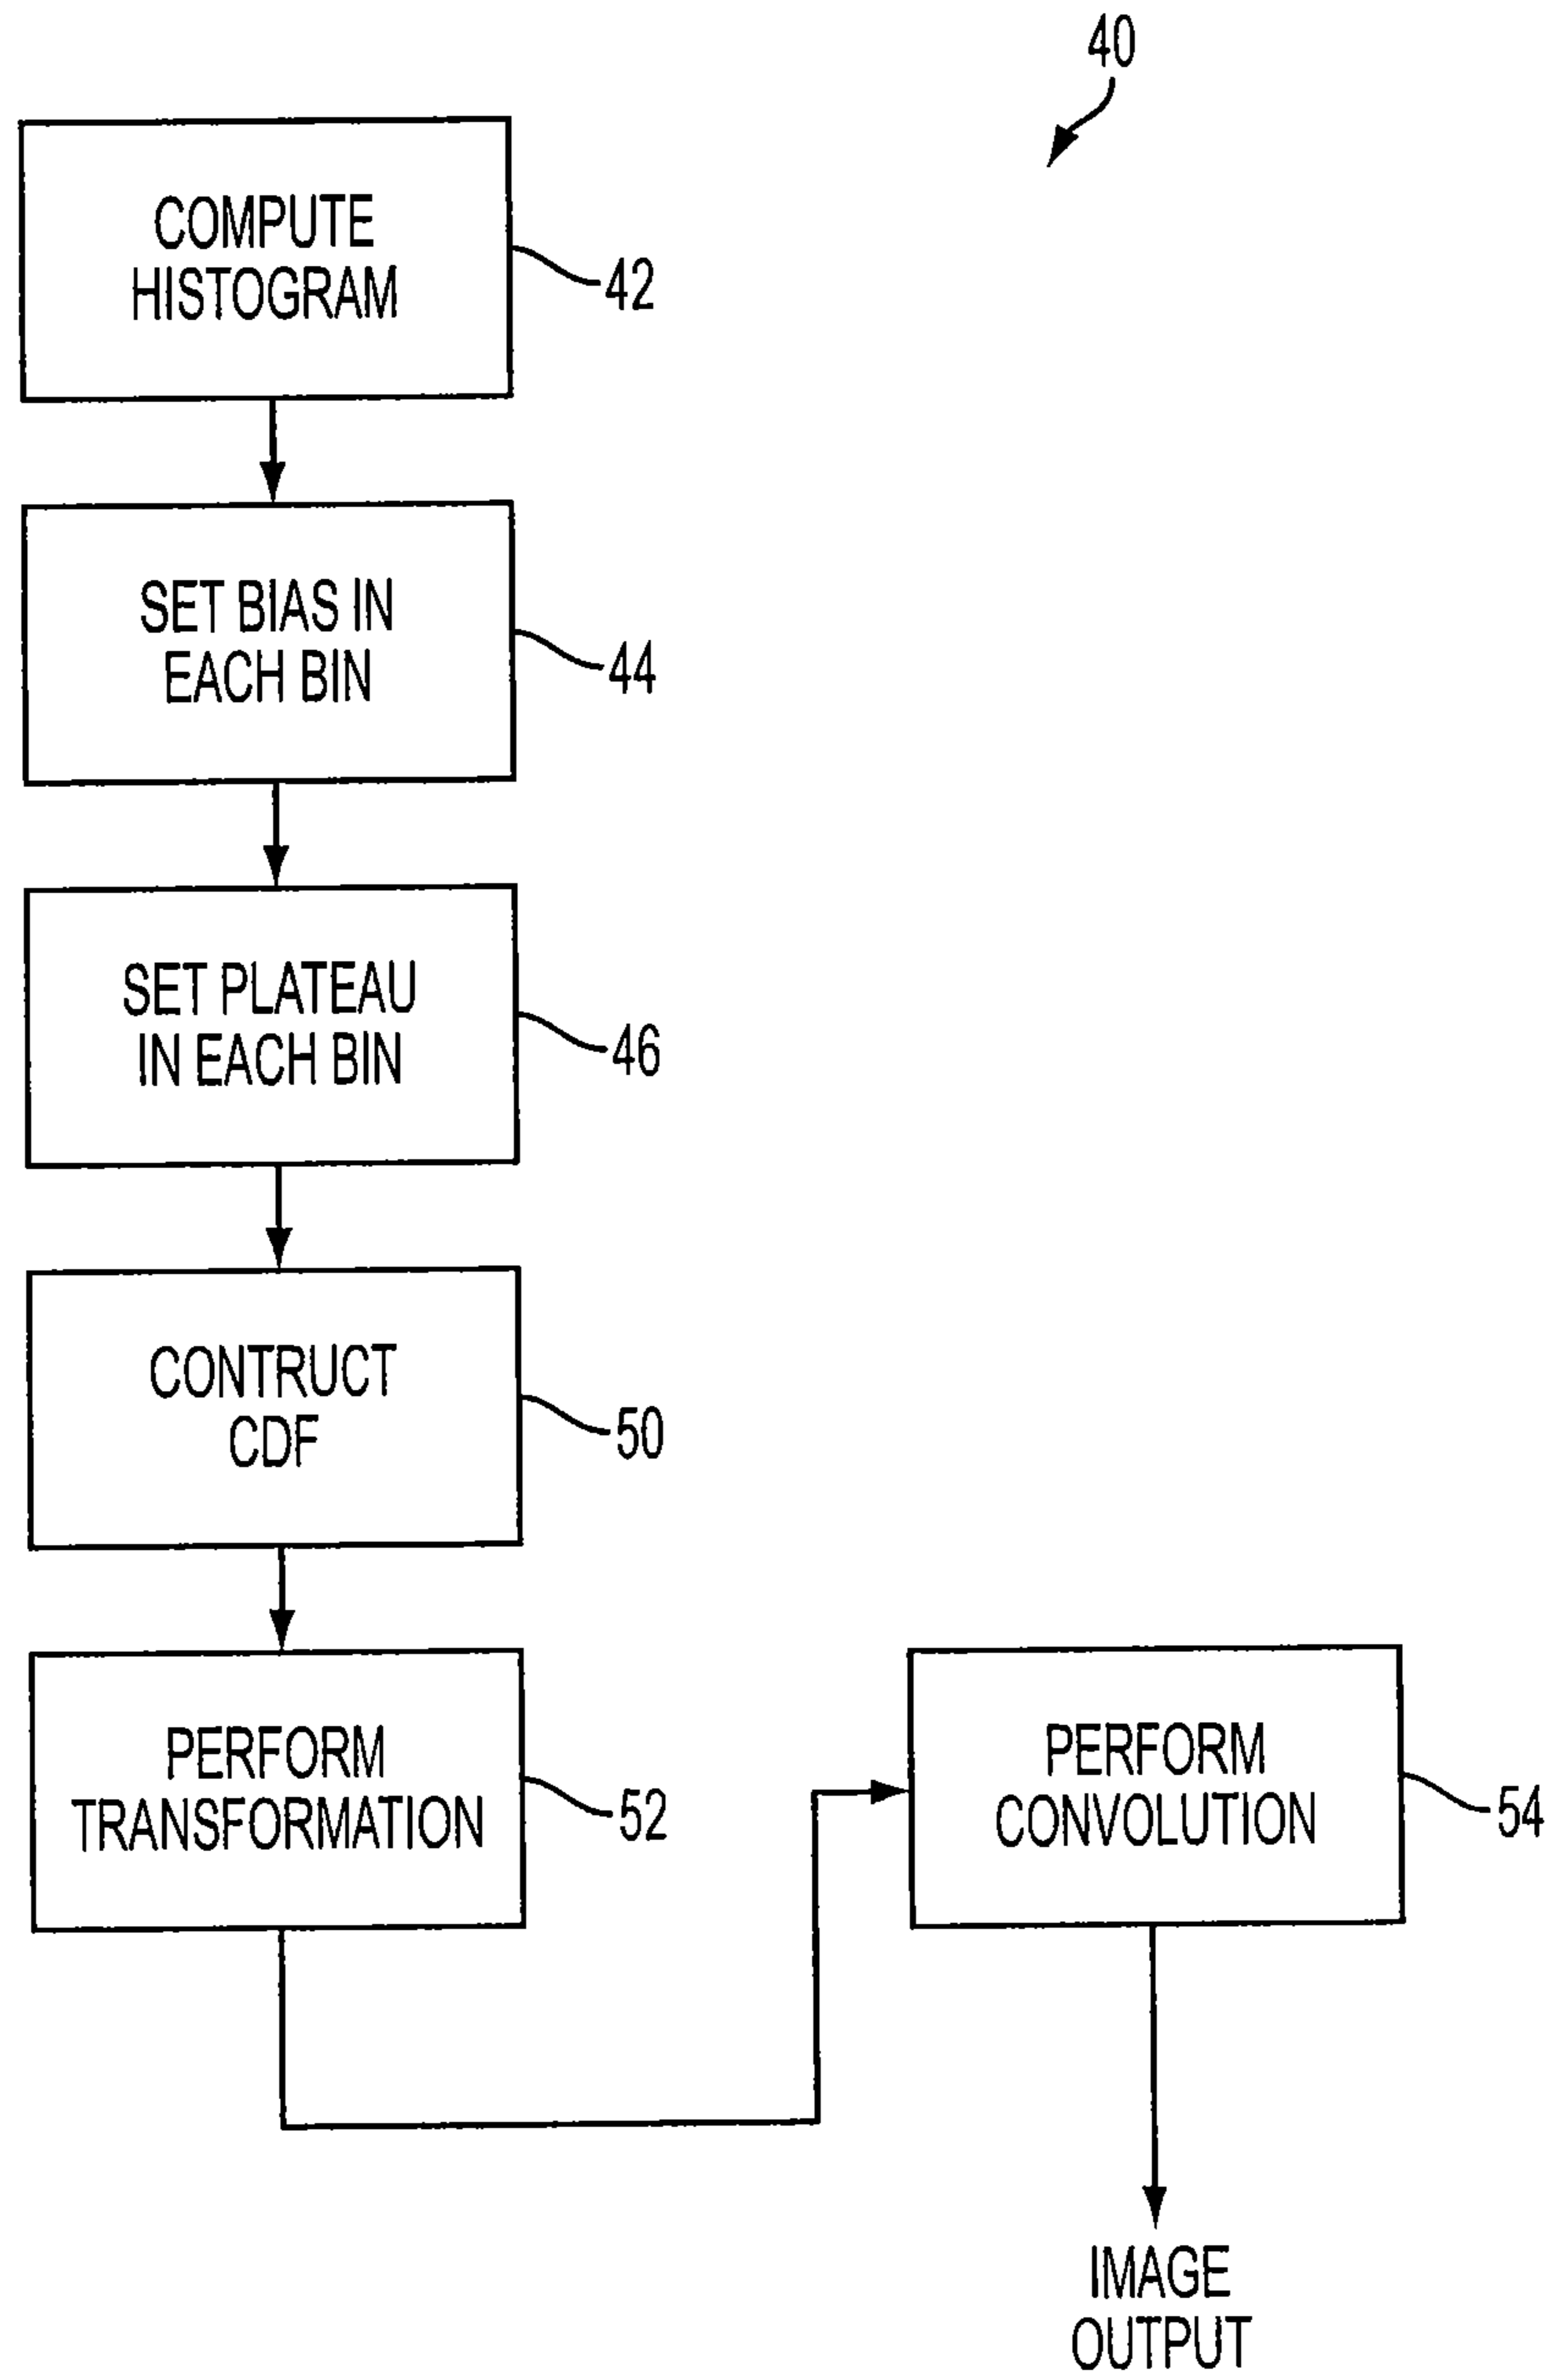 40
COMPUTE
HISTOGRAM
42
SET BIAS IN
EACH BIN
44
SET PLATEAU
IN EACH BIN
46
CONTRUCT
CDF
50
PERFORM
TRANSFORMATION
52
PERFORM
CONVOLUTION
54
IMAGE
OUTPUT